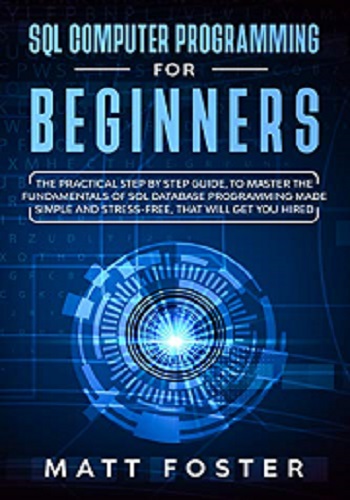 SQL COMPUTER PROGRAMMING
FOR
BEGINNERS
THE PRACTICAL STEP BY STEP GUIDE, TO MASTER THE
FUNDAMENTALS OF SQL DATABASE PROGRAMMING MADE
SIMPLE AND STRESS-FREE, THAT WILL GET YOU HIRED
MATT FOSTER